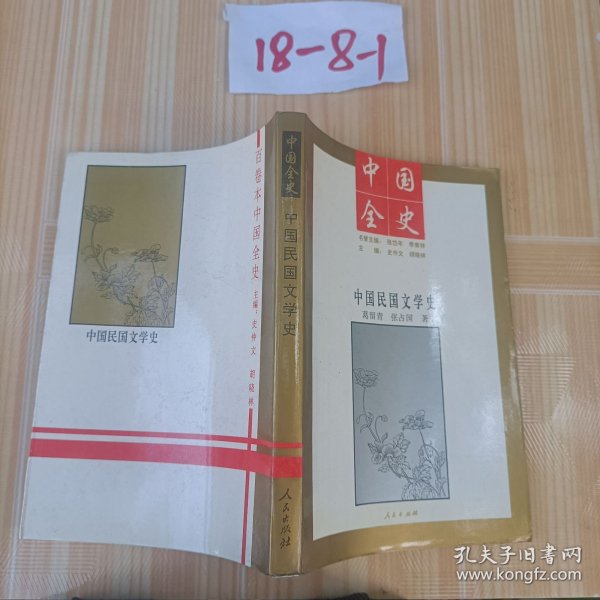 18-8-1
中国
全史
名誉主编：张岱年 季羡林
主 编：史仲文 胡晓林
中国民国文学史
葛留青 张占国 著
人民出版社
中国全史
中国民国文学史
人民出版社
百卷本中国全史
主编：史仲文 胡晓林
中国民国文学史
孔夫子旧书网
www.kongfz.com